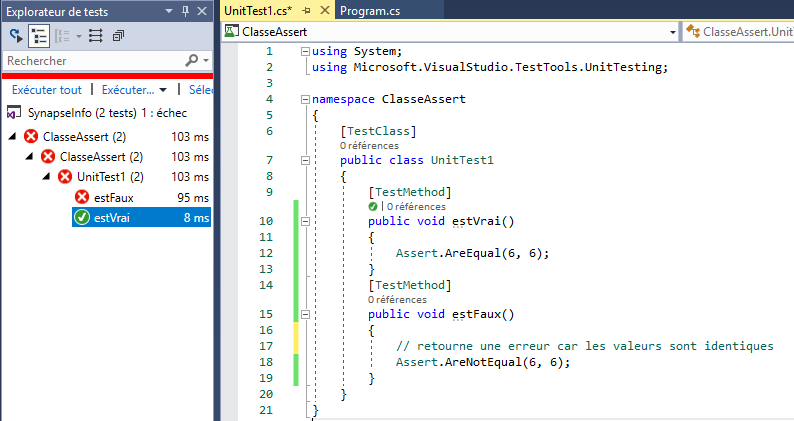 Explorateur de tests
Rechercher
Exécuter tout | Exécuter... | Sélec
SynapseInfo (2 tests) 1 : échec
ClasseAssert (2) 103 ms
ClasseAssert (2) 103 ms
UnitTest1 (2) 103 ms
estFaux 95 ms
estVrai 8 ms
UnitTest1.cs* Program.cs
ClasseAssert ClasseAssert.Uni
1 using System;
2 using Microsoft.VisualStudio.TestTools.UnitTesting;
3
4 namespace ClasseAssert
5 {
6 [TestClass]
0 références
7 public class UnitTest1
8 {
9 [TestMethod]
| 0 références
10 public void estVrai()
11 {
12 Assert.AreEqual(6, 6);
13 }
14 [TestMethod]
0 références
15 public void estFaux()
16 {
17 // retourne une erreur car les valeurs sont identiques
18 Assert.AreNotEqual(6, 6);
19 }
20 }
21 }